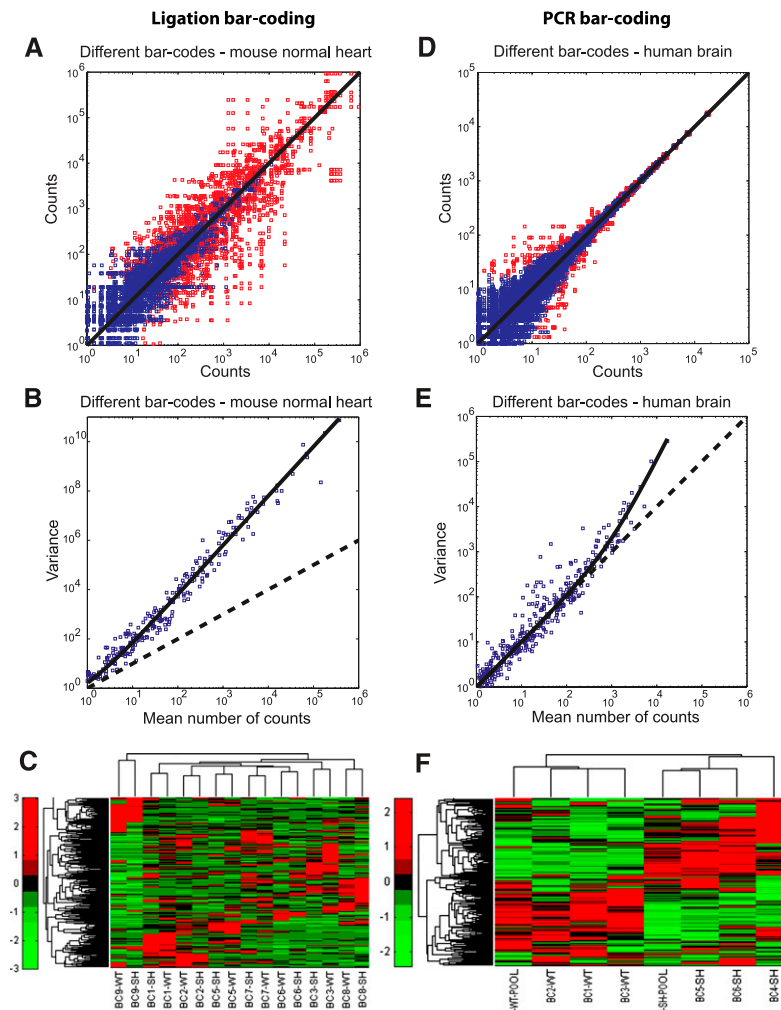 Ligation bar-coding
PCR bar-coding
A
Different bar-codes - mouse normal heart
10^6
10^5
10^4
10^3
10^2
10^1
10^0
Counts
10^0 10^1 10^2 10^3 10^4 10^5 10^6
Counts
D
Different bar-codes - human brain
10^5
10^4
10^3
10^2
10^1
10^0
Counts
10^0 10^1 10^2 10^3 10^4 10^5
Counts
B
Different bar-codes - mouse normal heart
10^10
10^8
10^6
10^4
10^2
10^0
Variance
10^0 10^1 10^2 10^3 10^4 10^5 10^6
Mean number of counts
E
Different bar-codes - human brain
10^6
10^5
10^4
10^3
10^2
10^1
10^0
Variance
10^0 10^1 10^2 10^3 10^4 10^5 10^6
Mean number of counts
C
3
2
1
0
-1
-2
-3
BC9-WT
BC9-SH
BC1-SH
BC1-WT
BC2-WT
BC2-SH
BC5-SH
BC5-WT
BC7-SH
BC7-WT
BC6-WT
BC6-SH
BC3-SH
BC3-WT
BC8-WT
BC8-SH
F
2
1
0
-1
-2
-WT-POOL
BC2-WT
BC1-WT
BC3-WT
-SH-POOL
BC5-SH
BC6-SH
BC4-SH